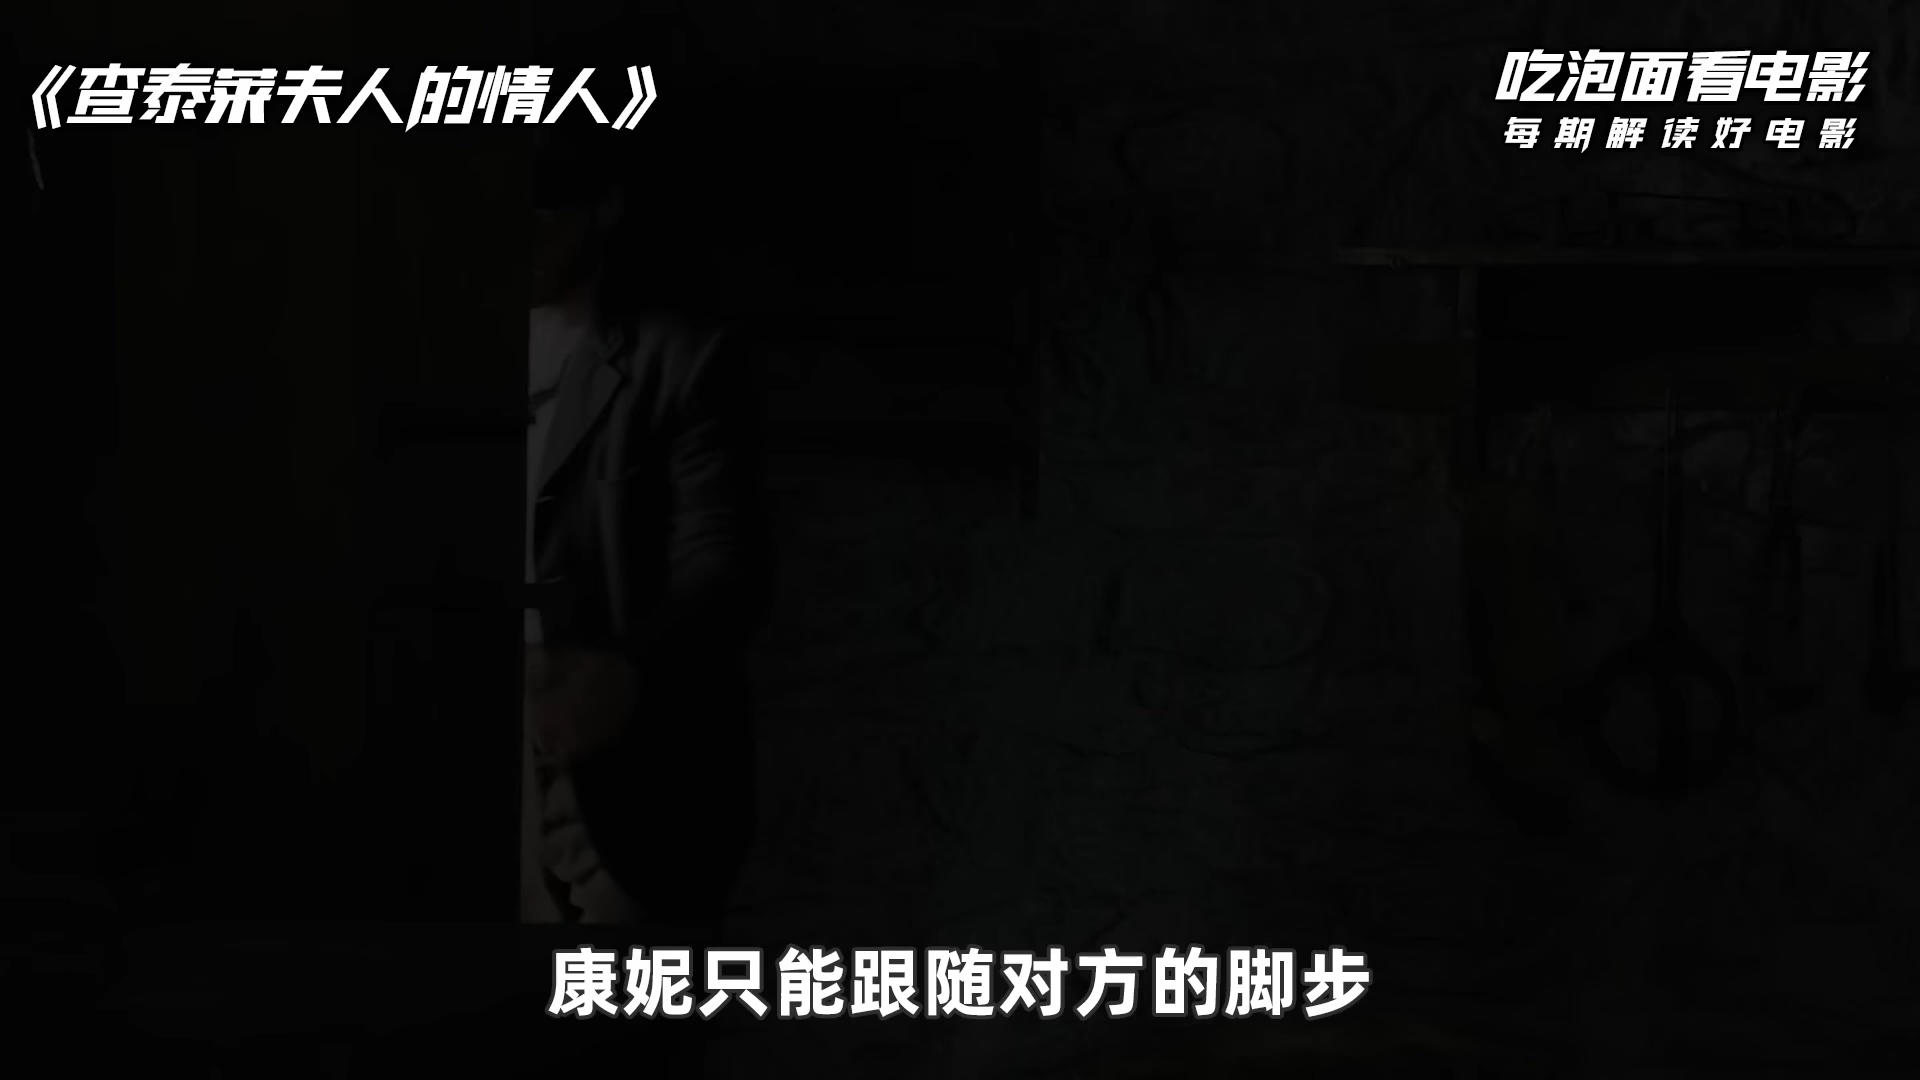 《查泰莱夫人的情人》
吃泡面看电影
每期解读好电影
康妮只能跟随对方的脚步